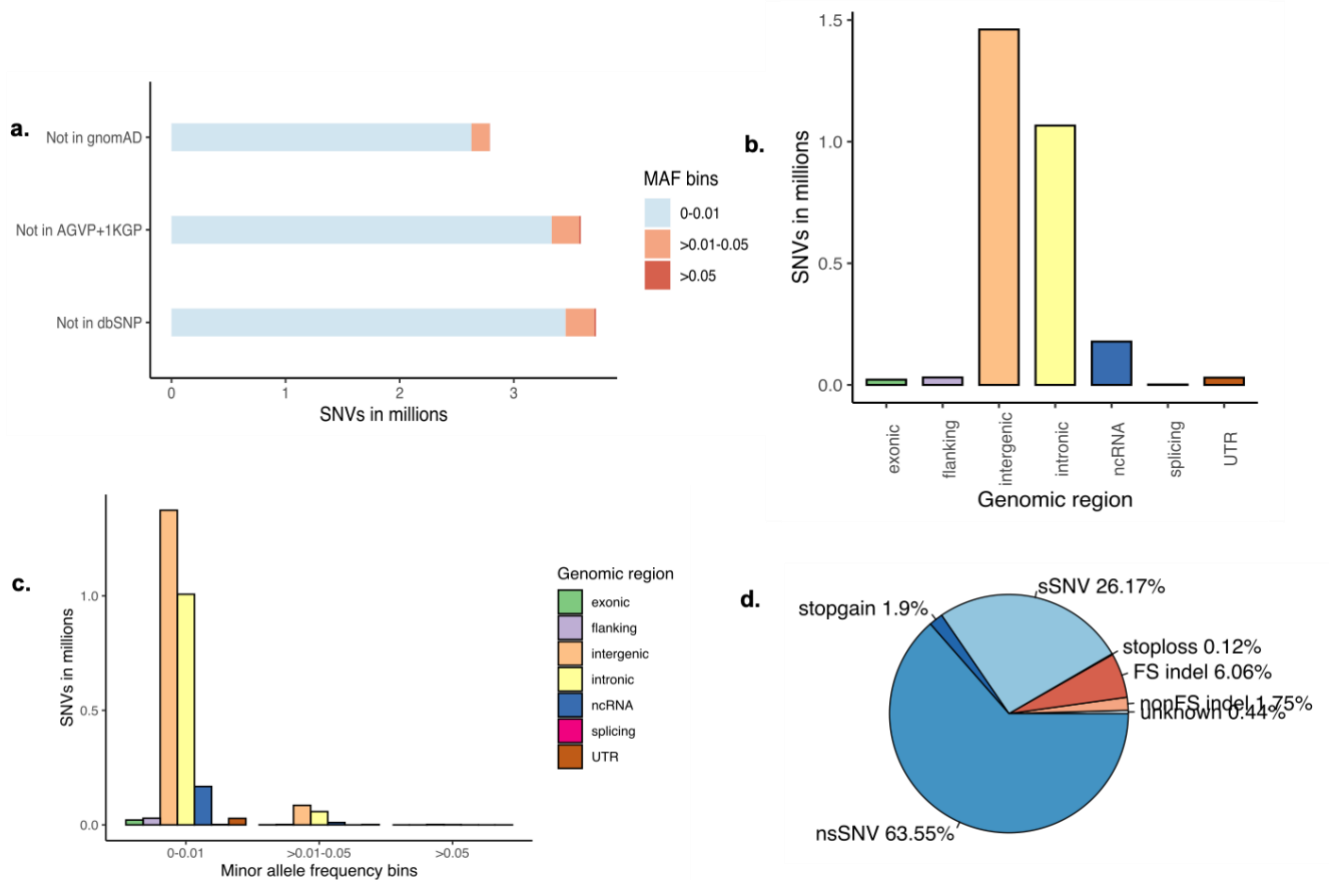 a.
Not in gnomAD
Not in AGVP+1KGP
Not in dbSNP
0
1
2
3
SNVs in millions
MAF bins
0-0.01
>0.01-0.05
>0.05
b.
SNVs in millions
1.5
1.0
0.5
0.0
exonic
flanking
intergenic
intronic
ncRNA
splicing
UTR
Genomic region
c.
SNVs in millions
1.0
0.5
0.0
0-0.01
>0.01-0.05
>0.05
Minor allele frequency bins
Genomic region
exonic
flanking
intergenic
intronic
ncRNA
splicing
UTR
d.
sSNV 26.17%
stopgain 1.9%
stoploss 0.12%
FS indel 6.06%
nonFS indel 1.75%
unknown 0.44%
nsSNV 63.55%